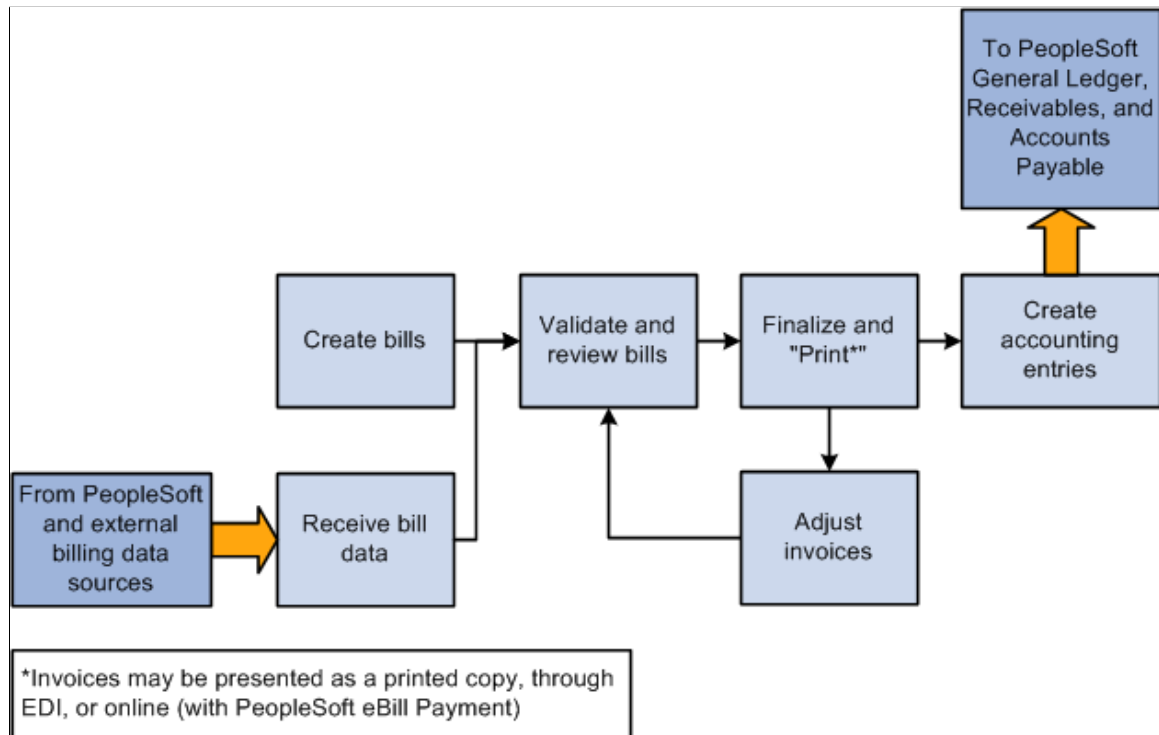 To PeopleSoft
General Ledger,
Receivables, and
Accounts
Payable
Create bills
Validate and
review bills
Finalize and
"Print*"
Create
accounting
entries
From PeopleSoft
and external
billing data
sources
Receive bill
data
Adjust
invoices
*Invoices may be presented as a printed copy, through
EDI, or online (with PeopleSoft eBill Payment)